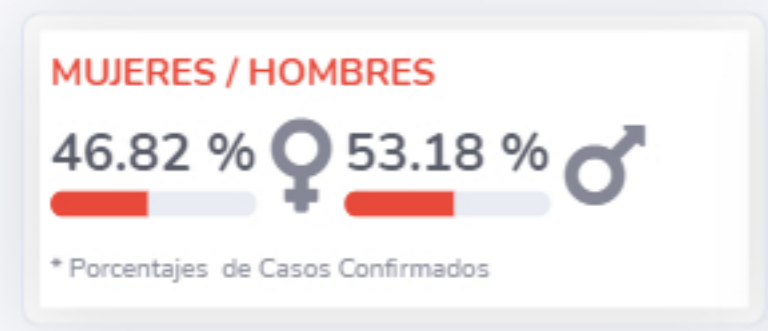 MUJERES / HOMBRES
46.82 % 53.18 %
* Porcentajes de Casos Confirmados